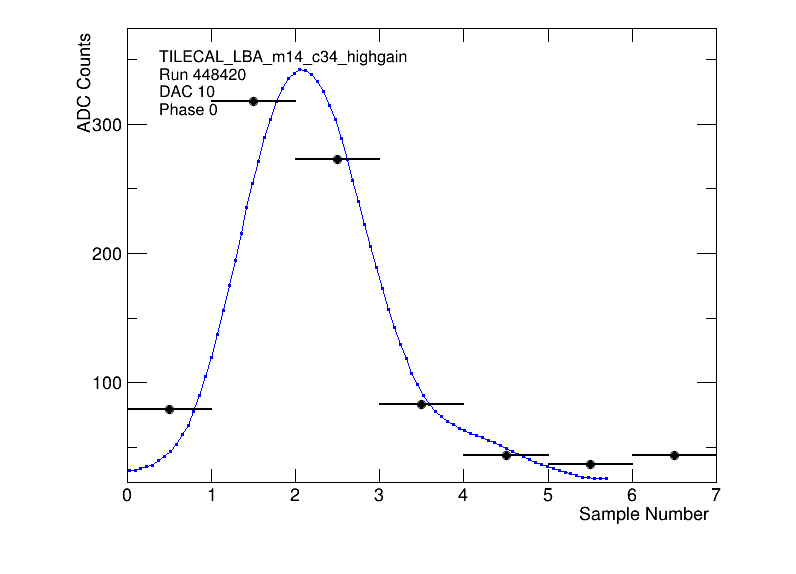 TILECAL_LBA_m14_c34_highgain
Run 448420
DAC 10
Phase 0
ADC Counts
300
200
100
0 1 2 3 4 5 6 7
Sample Number